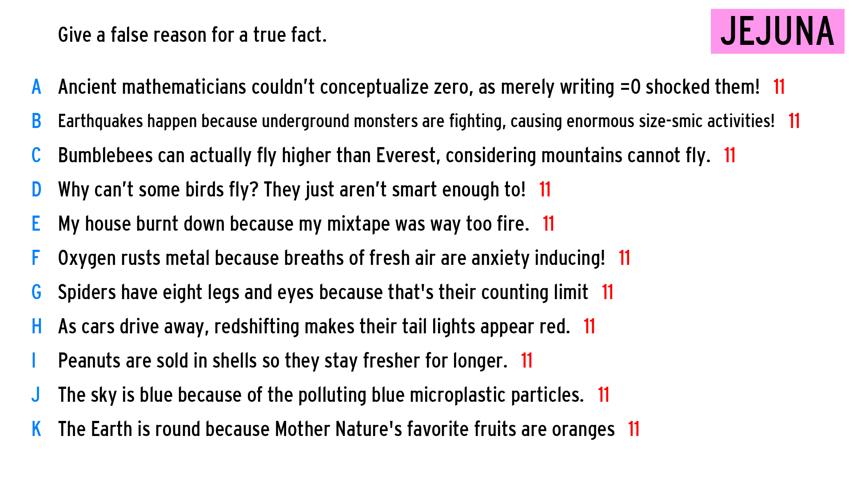 Give a false reason for a true fact.
JEJUNA
A Ancient mathematicians couldn't conceptualize zero, as merely writing =0 shocked them! 11
B Earthquakes happen because underground monsters are fighting, causing enormous size-smic activities! 11
C Bumblebees can actually fly higher than Everest, considering mountains cannot fly. 11
D Why can't some birds fly? They just aren't smart enough to! 11
E My house burnt down because my mixtape was way too fire. 11
F Oxygen rusts metal because breaths of fresh air are anxiety inducing! 11
G Spiders have eight legs and eyes because that's their counting limit 11
H As cars drive away, redshifting makes their tail lights appear red. 11
I Peanuts are sold in shells so they stay fresher for longer. 11
J The sky is blue because of the polluting blue microplastic particles. 11
K The Earth is round because Mother Nature's favorite fruits are oranges 11